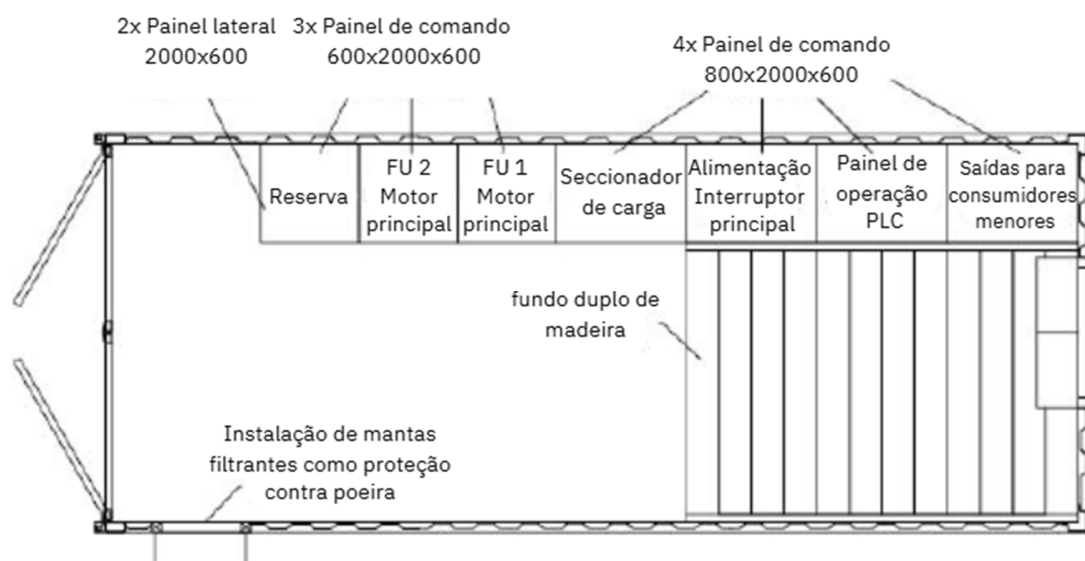 2x Painel lateral
2000x600
3x Painel de comando
600x2000x600
4x Painel de comando
800x2000x600
Reserva
FU 2
Motor
principal
FU 1
Motor
principal
Seccionador
de carga
Alimentação
Interruptor
principal
Painel de
operação
PLC
Saídas para
consumidores
menores
fundo duplo de
madeira
Instalação de mantas
filtrantes como proteção
contra poeira